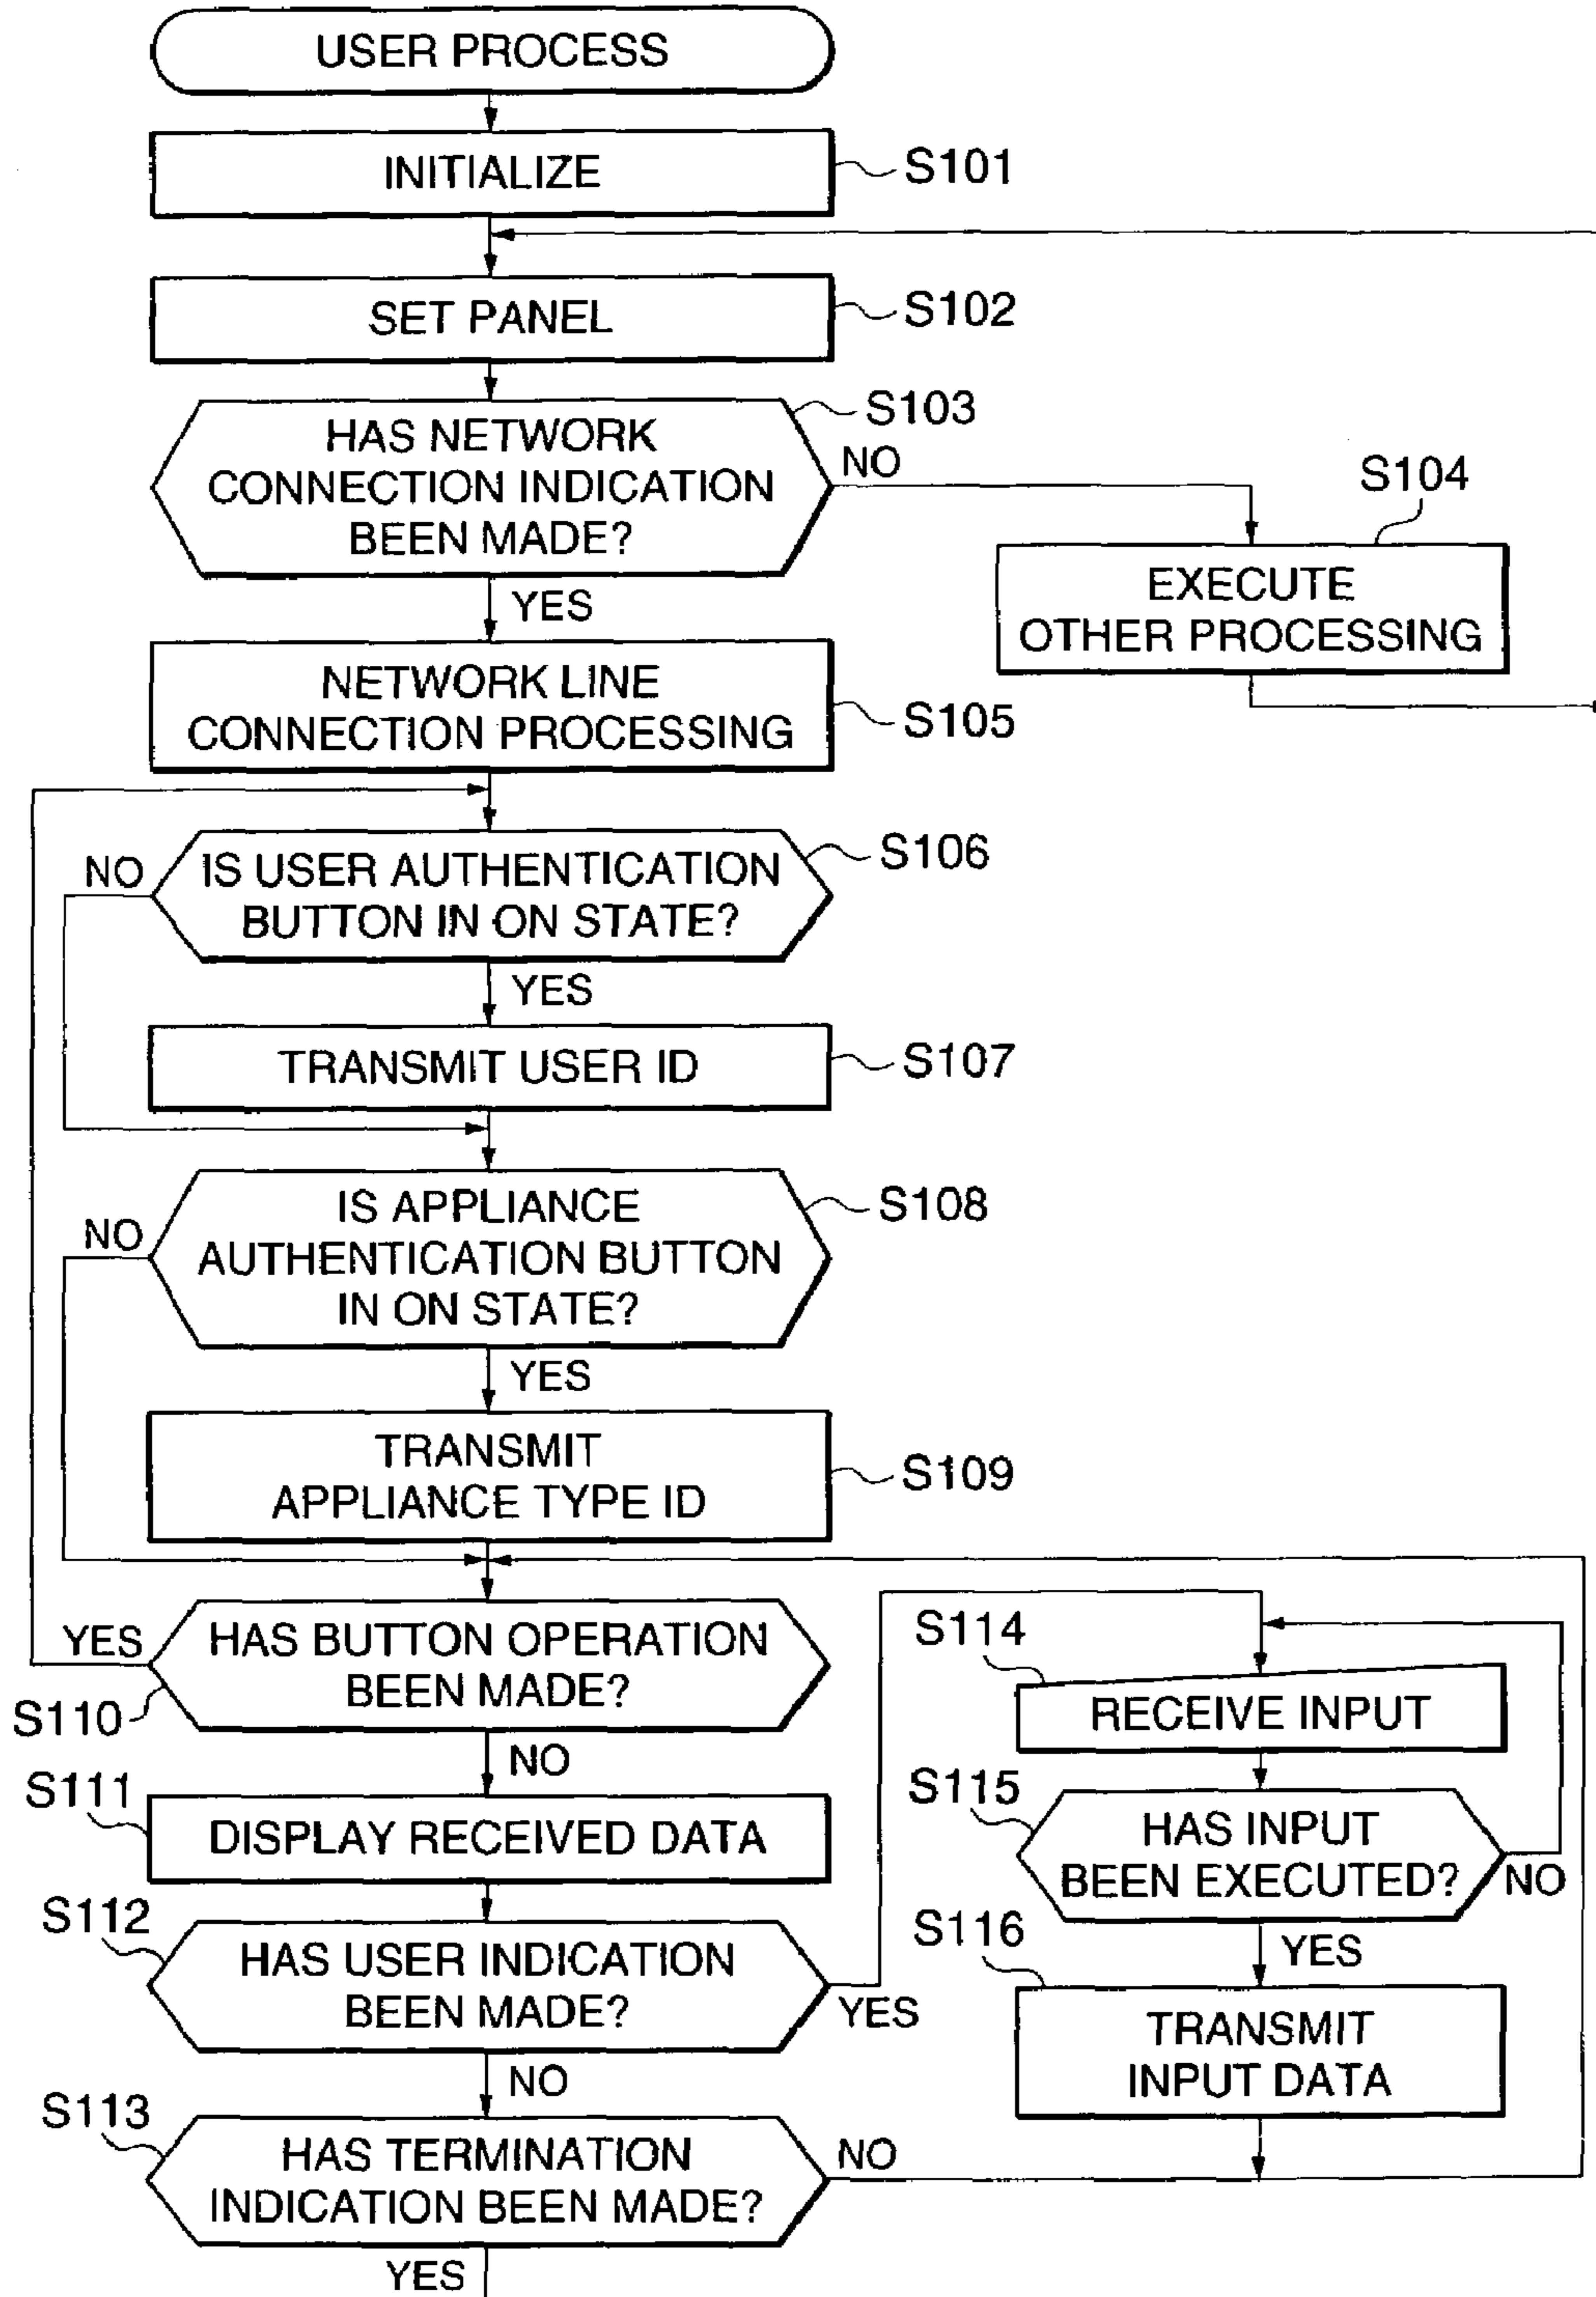 USER PROCESS
INITIALIZE
S101
SET PANEL
S102
HAS NETWORK
CONNECTION INDICATION
BEEN MADE?
S103
NO
YES
S104
EXECUTE
OTHER PROCESSING
NETWORK LINE
CONNECTION PROCESSING
S105
NO
IS USER AUTHENTICATION
BUTTON IN ON STATE?
S106
YES
TRANSMIT USER ID
S107
NO
IS APPLIANCE
AUTHENTICATION BUTTON
IN ON STATE?
S108
YES
TRANSMIT
APPLIANCE TYPE ID
S109
YES
HAS BUTTON OPERATION
BEEN MADE?
S110
NO
S111
DISPLAY RECEIVED DATA
S112
HAS USER INDICATION
BEEN MADE?
YES
NO
S113
HAS TERMINATION
INDICATION BEEN MADE?
NO
YES
S114
RECEIVE INPUT
S115
HAS INPUT
BEEN EXECUTED?
NO
YES
S116
TRANSMIT
INPUT DATA